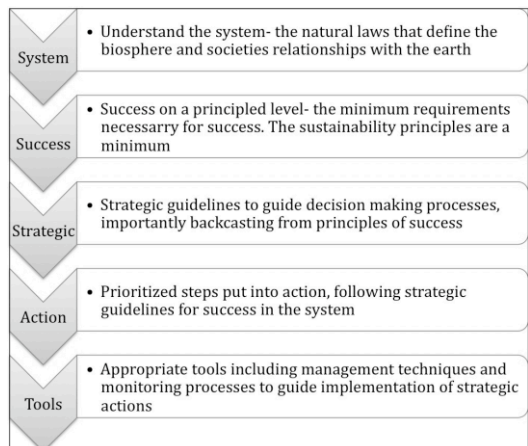 System
• Understand the system- the natural laws that define the
biosphere and societies relationships with the earth
Success
• Success on a principled level- the minimum requirements
necessarry for success. The sustainability principles are a
minimum
Strategic
• Strategic guidelines to guide decision making processes,
importantly backcasting from principles of success
Action
• Prioritized steps put into action, following strategic
guidelines for success in the system
Tools
• Appropriate tools including management techniques and
monitoring processes to guide implementation of strategic
actions